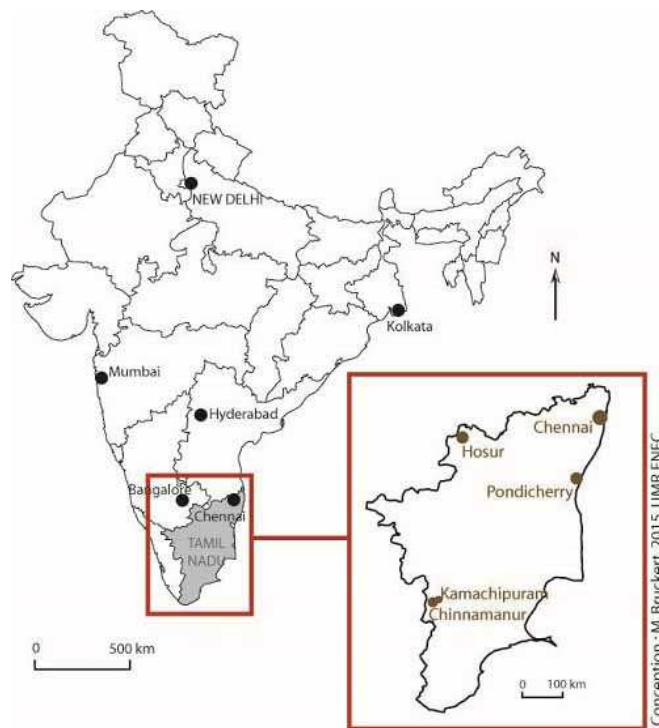 NEW DELHI
N
Kolkata
Mumbai
Hyderabad
Bangalore
Chennai
TAMIL
NADU
0 500 km
Chennai
Hosur
Pondicherry
Kamachipuram
Chinnamanur
0 100 km
Conception : M.Bruckert, 2015, UMR ENEC